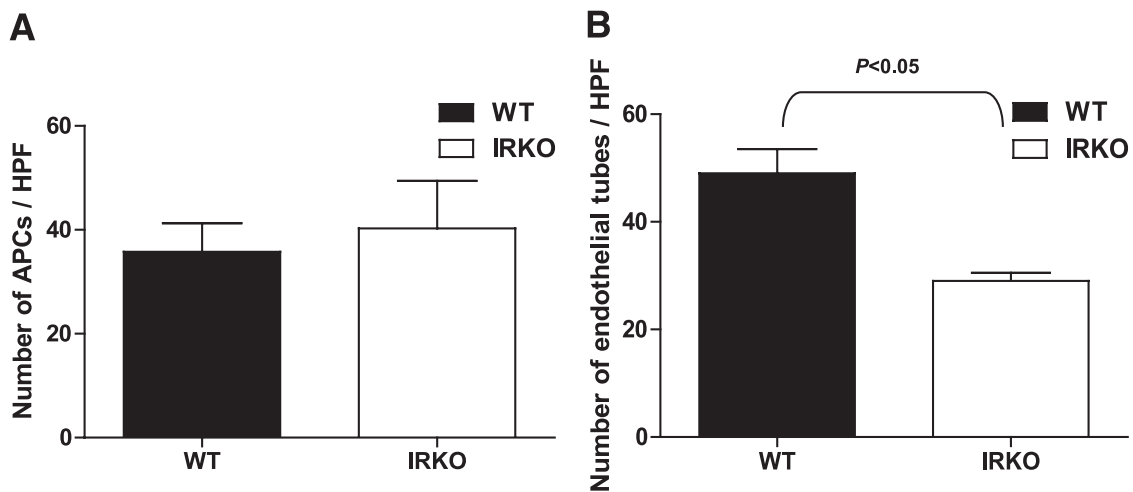 A
Number of APCs / HPF
60
40
20
0
WT
IRKO
WT
IRKO
B
Number of endothelial tubes / HPF
P<0.05
60
40
20
0
WT
IRKO
WT
IRKO